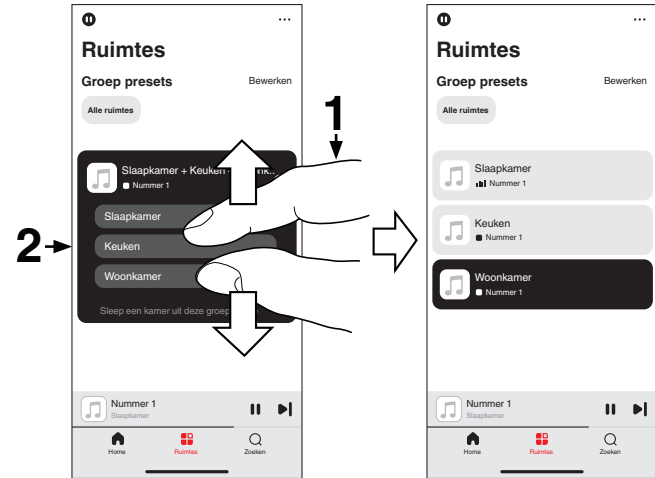 Ruimtes
Groep presets Bewerken
Alle ruimtes
1
Slaapkamer + Keuken
Nummer 1
Slaapkamer
2
Keuken
Woonkamer
Sleep een kamer uit deze groep
Nummer 1
Slaapkamer
Home Ruimtes Zoeken
Ruimtes
Groep presets Bewerken
Alle ruimtes
Slaapkamer
Nummer 1
Keuken
Nummer 1
Woonkamer
Nummer 1
Nummer 1
Slaapkamer
Home Ruimtes Zoeken